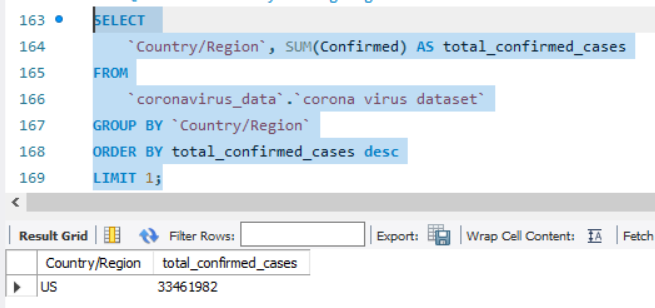 163 SELECT
164 `Country/Region`, SUM(Confirmed) AS total_confirmed_cases
165 FROM
166 `coronavirus_data`.`corona virus dataset`
167 GROUP BY `Country/Region`
168 ORDER BY total_confirmed_cases desc
169 LIMIT 1;
Result Grid Filter Rows: Export: Wrap Cell Content: IA Fetch
Country/Region total_confirmed_cases
US 33461982